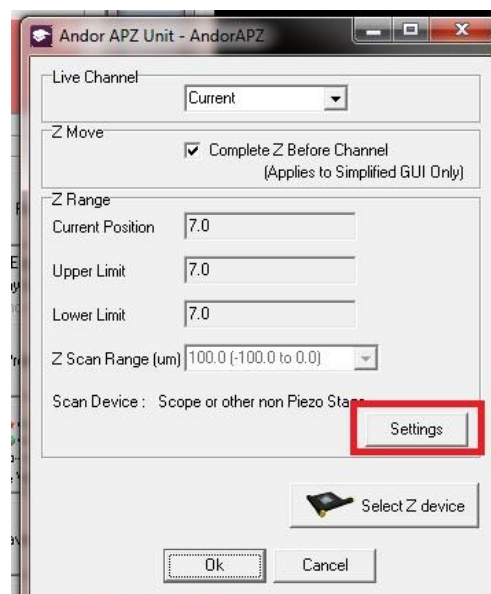 Andor APZ Unit - AndorAPZ
Live Channel
Current
Z Move
Complete Z Before Channel
(Applies to Simplified GUI Only)
Z Range
Current Position 7.0
Upper Limit 7.0
Lower Limit 7.0
Z Scan Range (um) 100.0 (-100.0 to 0.0)
Scan Device : Scope or other non Piezo Stage
Settings
Select Z device
Ok Cancel